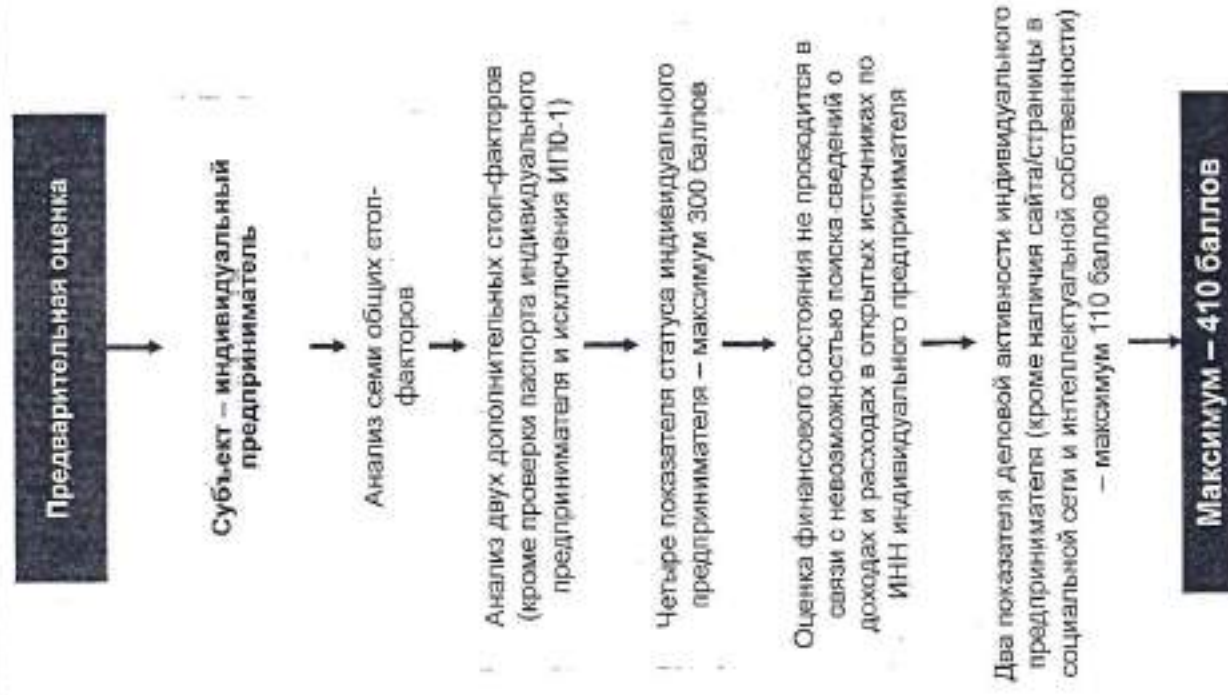 Предварительная оценка
Субъект – индивидуальный
предприниматель
Анализ семи общих стоп-
факторов
Анализ двух дополнительных стоп-факторов
(кроме проверки паспорта индивидуального
предпринимателя и исключения ИП0-1)
Четыре показателя статуса индивидуального
предпринимателя – максимум 300 баллов
Оценка финансового состояния не проводится в
связи с невозможностью поиска сведений о
доходах и расходах в открытых источниках по
ИНН индивидуального предпринимателя
Два показателя деловой активности индивидуального
предпринимателя (кроме наличия сайта/страницы в
социальной сети и интеллектуальной собственности)
– максимум 110 баллов
Максимум – 410 баллов